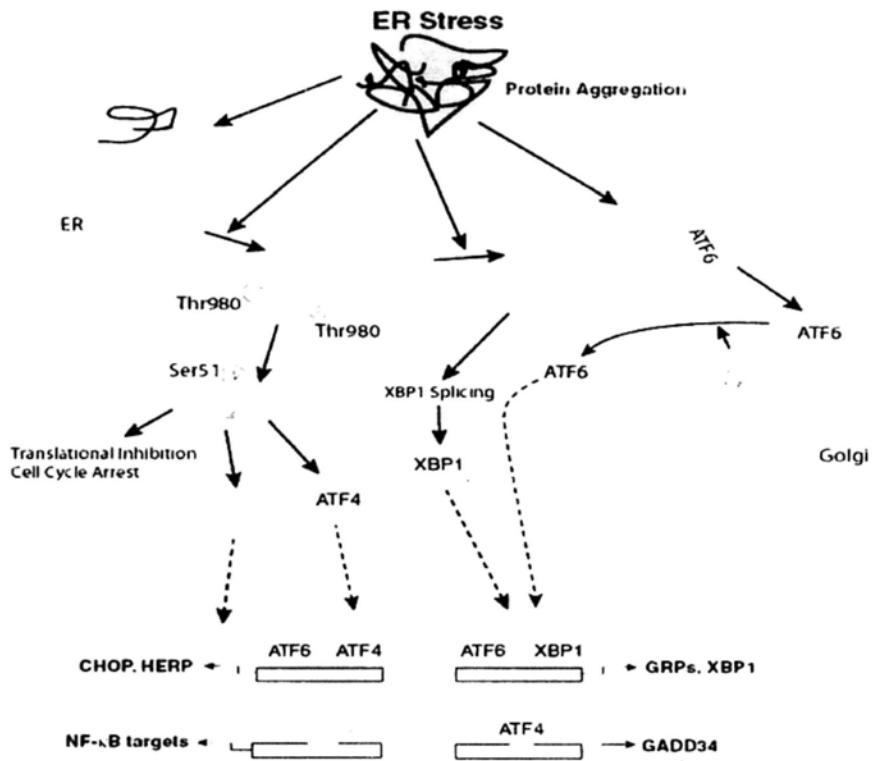 ER Stress
Protein Aggregation
ER
ATF6
Thr980
Thr980
ATF6
Ser51
XBP1 Splicing
ATF6
Translational Inhibition
Cell Cycle Arrest
XBP1
Golgi
ATF4
ATF6 ATF4
ATF6 XBP1
CHOP. HERP
GRPs. XBP1
ATF4
NF-κB targets
GADD34